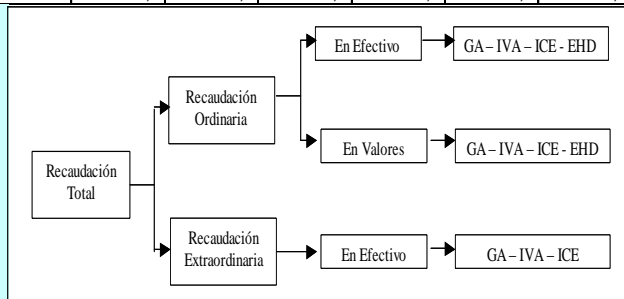 En Efectivo
GA – IVA – ICE - EHD
Recaudación
Ordinaria
En Valores
GA – IVA – ICE - EHD
Recaudación
Total
Recaudación
Extraordinaria
En Efectivo
GA – IVA – ICE